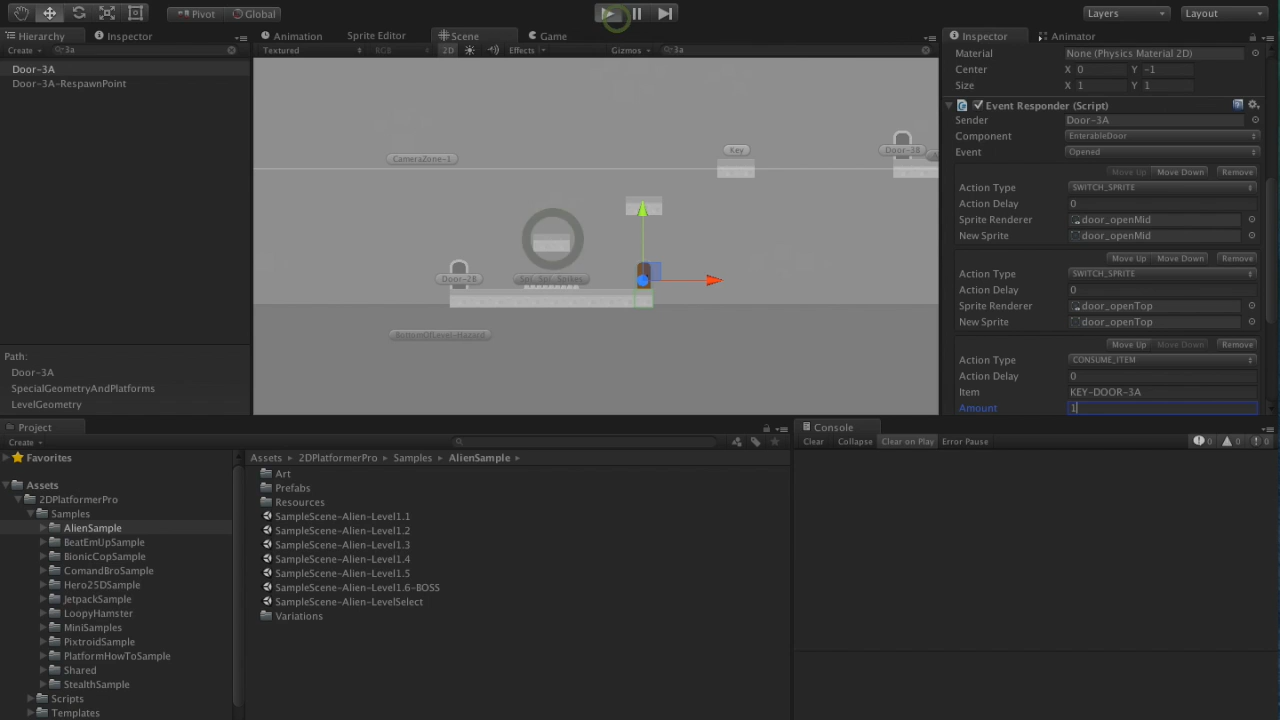 Pivot Global Layers Layout
Hierarchy Inspector Animation Sprite Editor Scene Game Inspector Animator
Create 3a Textured RGB 2D Effects Gizmos 3a
Door-3A
Door-3A-RespawnPoint
Path:
Door-3A
SpecialGeometryAndPlatforms
LevelGeometry
CameraZone-1
Key
Door-3B
Door-2B
Spikes
BottomOfLevel-Hazard
Material None (Physics Material 2D)
Center X 0 Y -1
Size X 1 Y 1
Event Responder (Script)
Sender Door-3A
Component EnterableDoor
Event Opened
Move Up Move Down Remove
Action Type SWITCH_SPRITE
Action Delay 0
Sprite Renderer door_openMid
New Sprite door_openMid
Move Up Move Down Remove
Action Type SWITCH_SPRITE
Action Delay 0
Sprite Renderer door_openTop
New Sprite door_openTop
Move Up Move Down Remove
Action Type CONSUME_ITEM
Action Delay 0
Item KEY-DOOR-3A
Amount 1
Project
Create
Favorites
Assets
2DPlatformerPro
Samples
AlienSample
BeatEmUpSample
BionicCopSample
ComandBroSample
Hero25DSample
JetpackSample
LoopyHamster
MiniSamples
PixtroidSample
PlatformHowToSample
Shared
StealthSample
Scripts
Templates
Assets 2DPlatformerPro Samples AlienSample
Art
Prefabs
Resources
SampleScene-Alien-Level1.1
SampleScene-Alien-Level1.2
SampleScene-Alien-Level1.3
SampleScene-Alien-Level1.4
SampleScene-Alien-Level1.5
SampleScene-Alien-Level1.6-BOSS
SampleScene-Alien-LevelSelect
Variations
Console
Clear Collapse Clear on Play Error Pause 0 0 0